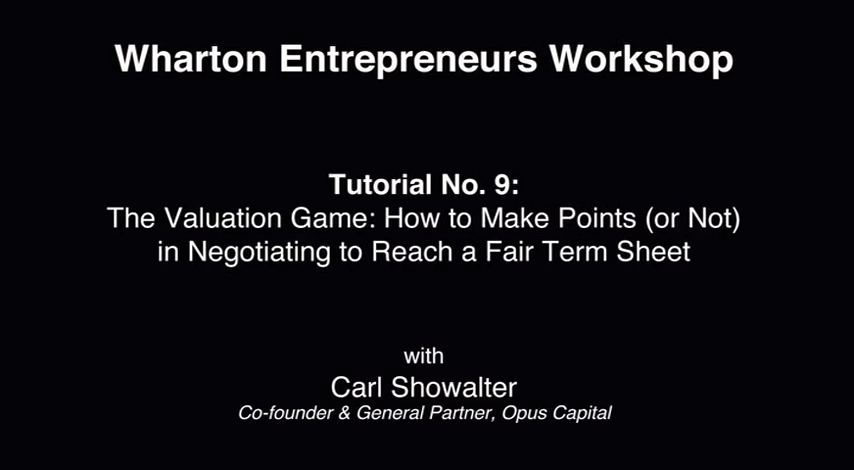 Wharton Entrepreneurs Workshop
Tutorial No. 9:
The Valuation Game: How to Make Points (or Not)
in Negotiating to Reach a Fair Term Sheet
with
Carl Showalter
Co-founder & General Partner, Opus Capital